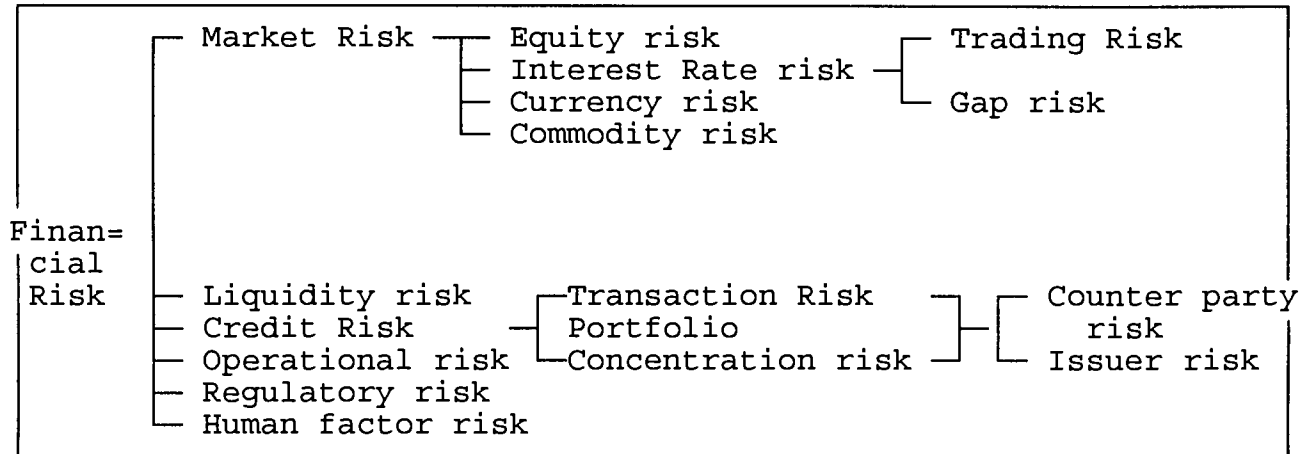 Market Risk Equity risk Trading Risk
Interest Rate risk
Currency risk Gap risk
Commodity risk
Finan=
cial
Risk Liquidity risk Transaction Risk Counter party
Credit Risk Portfolio risk
Operational risk Concentration risk Issuer risk
Regulatory risk
Human factor risk